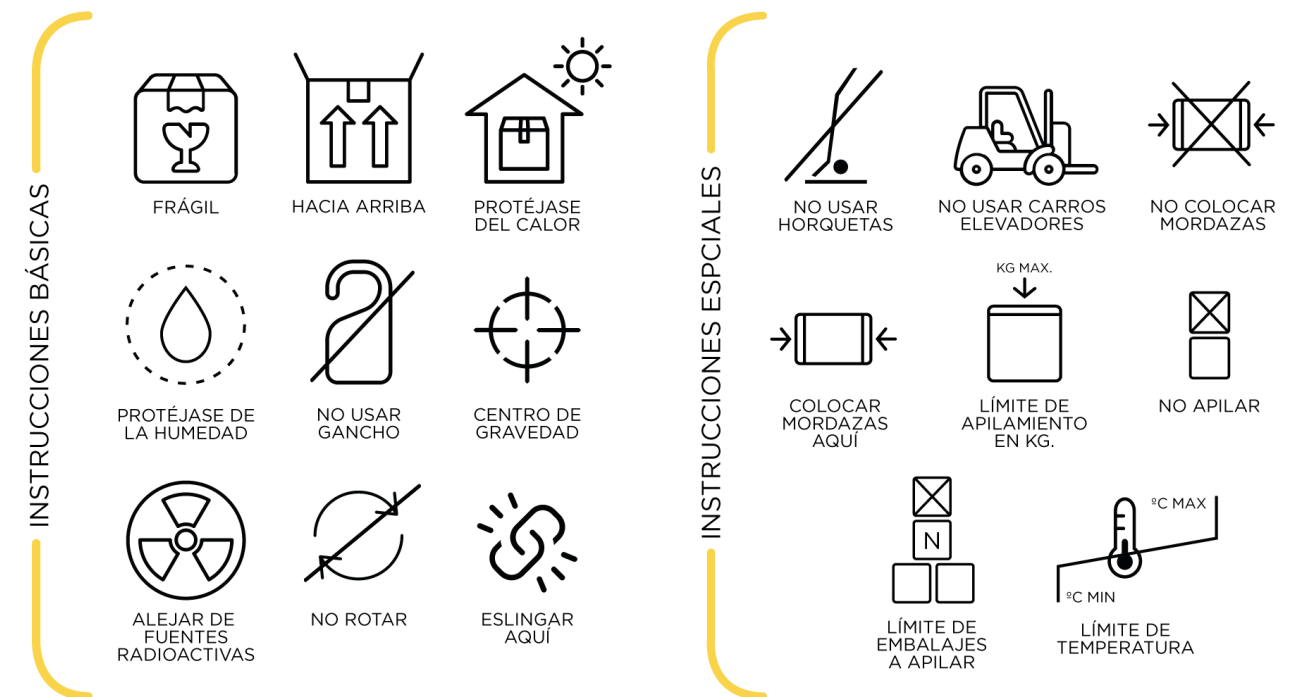 INSTRUCCIONES BÁSICAS
FRÁGIL
HACIA ARRIBA
PROTÉJASE
DEL CALOR
PROTÉJASE DE
LA HUMEDAD
NO USAR
GANCHO
CENTRO DE
GRAVEDAD
ALEJAR DE
FUENTES
RADIOACTIVAS
NO ROTAR
ESLINGAR
AQUÍ
INSTRUCCIONES ESPCIALES
NO USAR
HORQUETAS
NO USAR CARROS
ELEVADORES
NO COLOCAR
MORDAZAS
COLOCAR
MORDAZAS
AQUÍ
KG MAX.
LÍMITE DE
APILAMIENTO
EN KG.
NO APILAR
N
LÍMITE DE
EMBALAJES
A APILAR
ºC MAX
ºC MIN
LÍMITE DE
TEMPERATURA